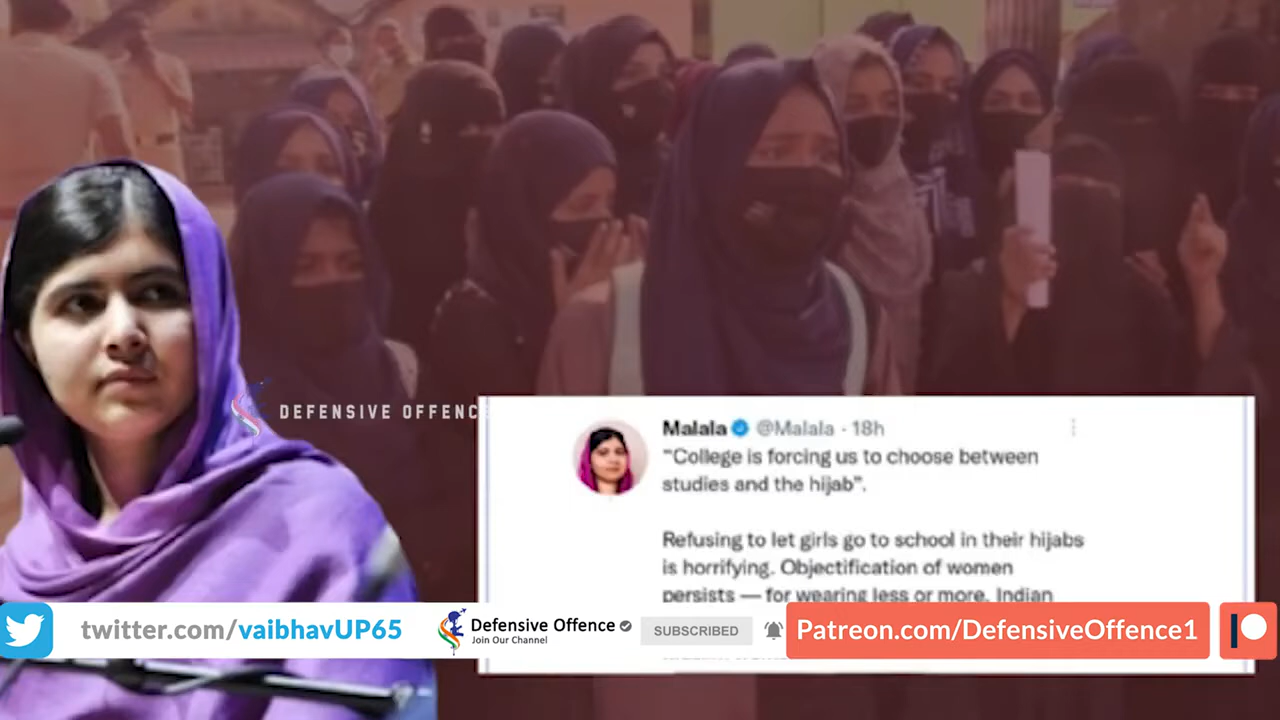 DEFENSIVE OFFENC
Malala @Malala · 18h
"College is forcing us to choose between
studies and the hijab".
Refusing to let girls go to school in their hijabs
is horrifying. Objectification of women
persists — for wearing less or more. Indian
twitter.com/vaibhavUP65
Defensive Offence
Join Our Channel
SUBSCRIBED
Patreon.com/DefensiveOffence1